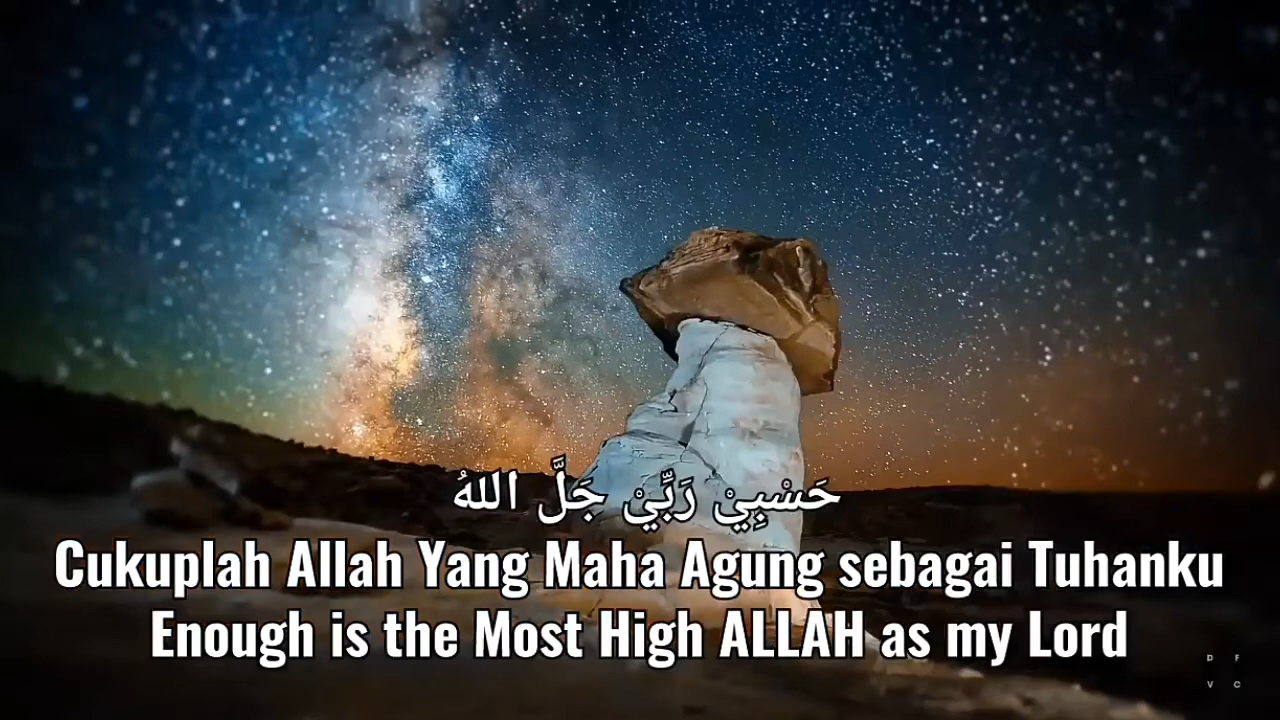 حَسْبِيْ رَبِّيْ جَلَّ اللهُ
Cukuplah Allah Yang Maha Agung sebagai Tuhanku
Enough is the Most High ALLAH as my Lord
D F
V C